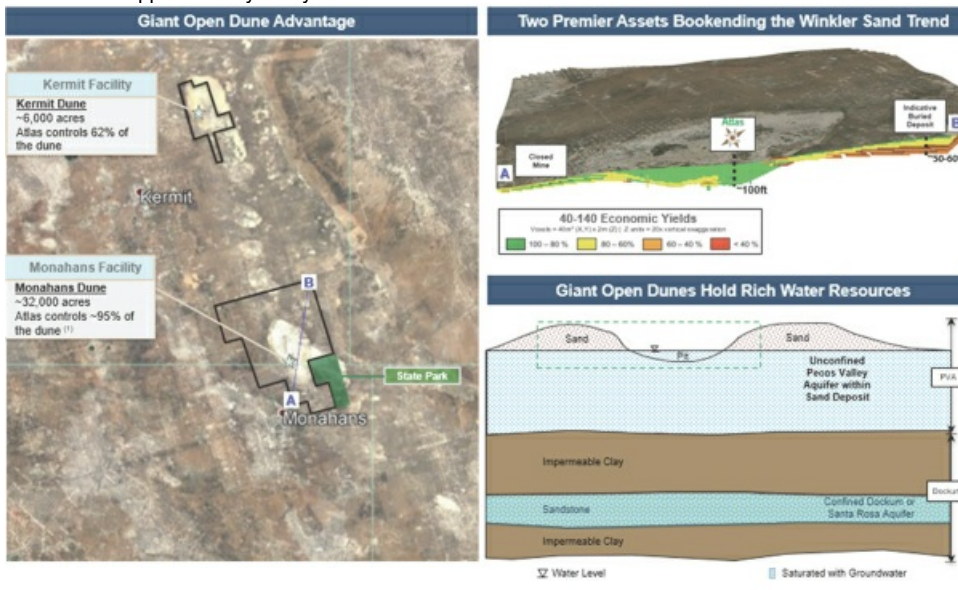 Giant Open Dune Advantage
Kermit Facility
Kermit Dune
~6,000 acres
Atlas controls 62% of
the dune
Kermit
Monahans Facility
Monahans Dune
~32,000 acres
Atlas controls ~95% of
the dune (1)
B
State Park
A
Monahans
Two Premier Assets Bookending the Winkler Sand Trend
Indicative
Buried
Deposit
B
Atlas
Closed
Mine
A
~100ft
40-140 Economic Yields
100 – 80 %
80 – 60%
60 – 40 %
< 40 %
Giant Open Dunes Hold Rich Water Resources
Sand
Sand
Unconfined
Pecos Valley
Aquifer within
Sand Deposit
PVA
Impermeable Clay
Sandstone
Confined Dockum or
Santa Rosa Aquifer
Impermeable Clay
Water Level
Saturated with Groundwater